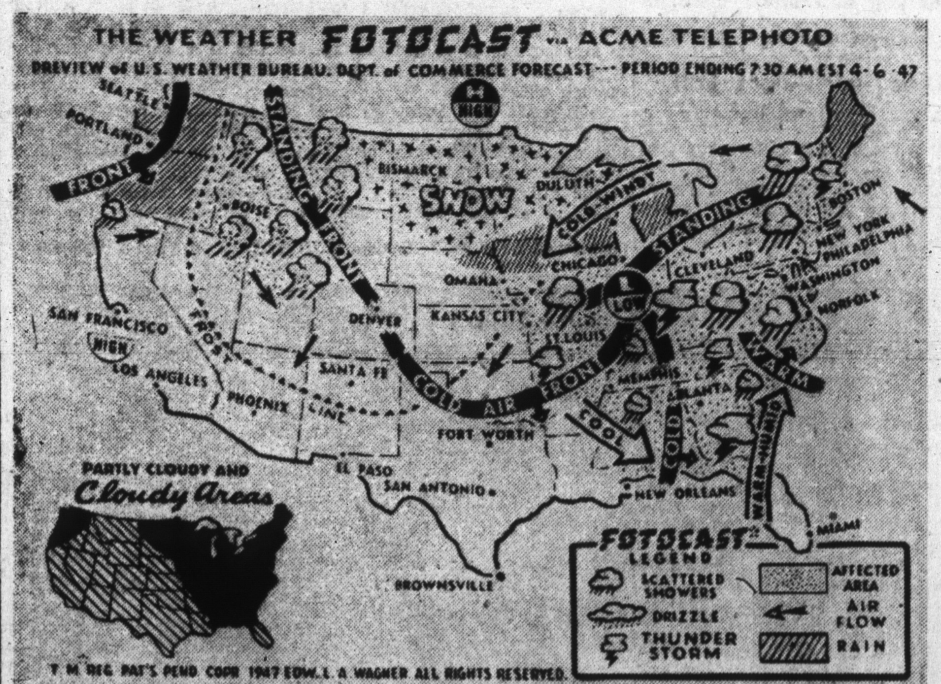 THE WEATHER FOTOCAST VIA ACME TELEPHOTO
PREVIEW of U.S. WEATHER BUREAU. DEPT. of COMMERCE FORECAST --- PERIOD ENDING 7:30 AM EST 4-6-47
SEATTLE
PORTLAND
FRONT
STANDING FRONT
H
HIGH
BISMARCK
SNOW
DULUTH
COLD-WINDY
BOISE
STANDING
BOSTON
NEW YORK
PHILADELPHIA
WASHINGTON
NORFOLK
CLEVELAND
CHICAGO
OMAHA
L
LOW
KANSAS CITY
ST. LOUIS
DENVER
SAN FRANCISCO
HIGH
FROST LINE
LOS ANGELES
SANTA FE
PHOENIX
COLD AIR FRONT
MEMPHIS
ATLANTA
WARM
FORT WORTH
COOL
COLD
WARM-HUMID
EL PASO
SAN ANTONIO
NEW ORLEANS
MIAMI
BROWNSVILLE
PARTLY CLOUDY AND
Cloudy Areas
FOTOCAST
LEGEND
SCATTERED
SHOWERS
AFFECTED
AREA
DRIZZLE
AIR
FLOW
THUNDER
STORM
RAIN
T. M. REG. PAT'S PEND. COPR 1947 EDW. L. A. WAGNER ALL RIGHTS RESERVED.